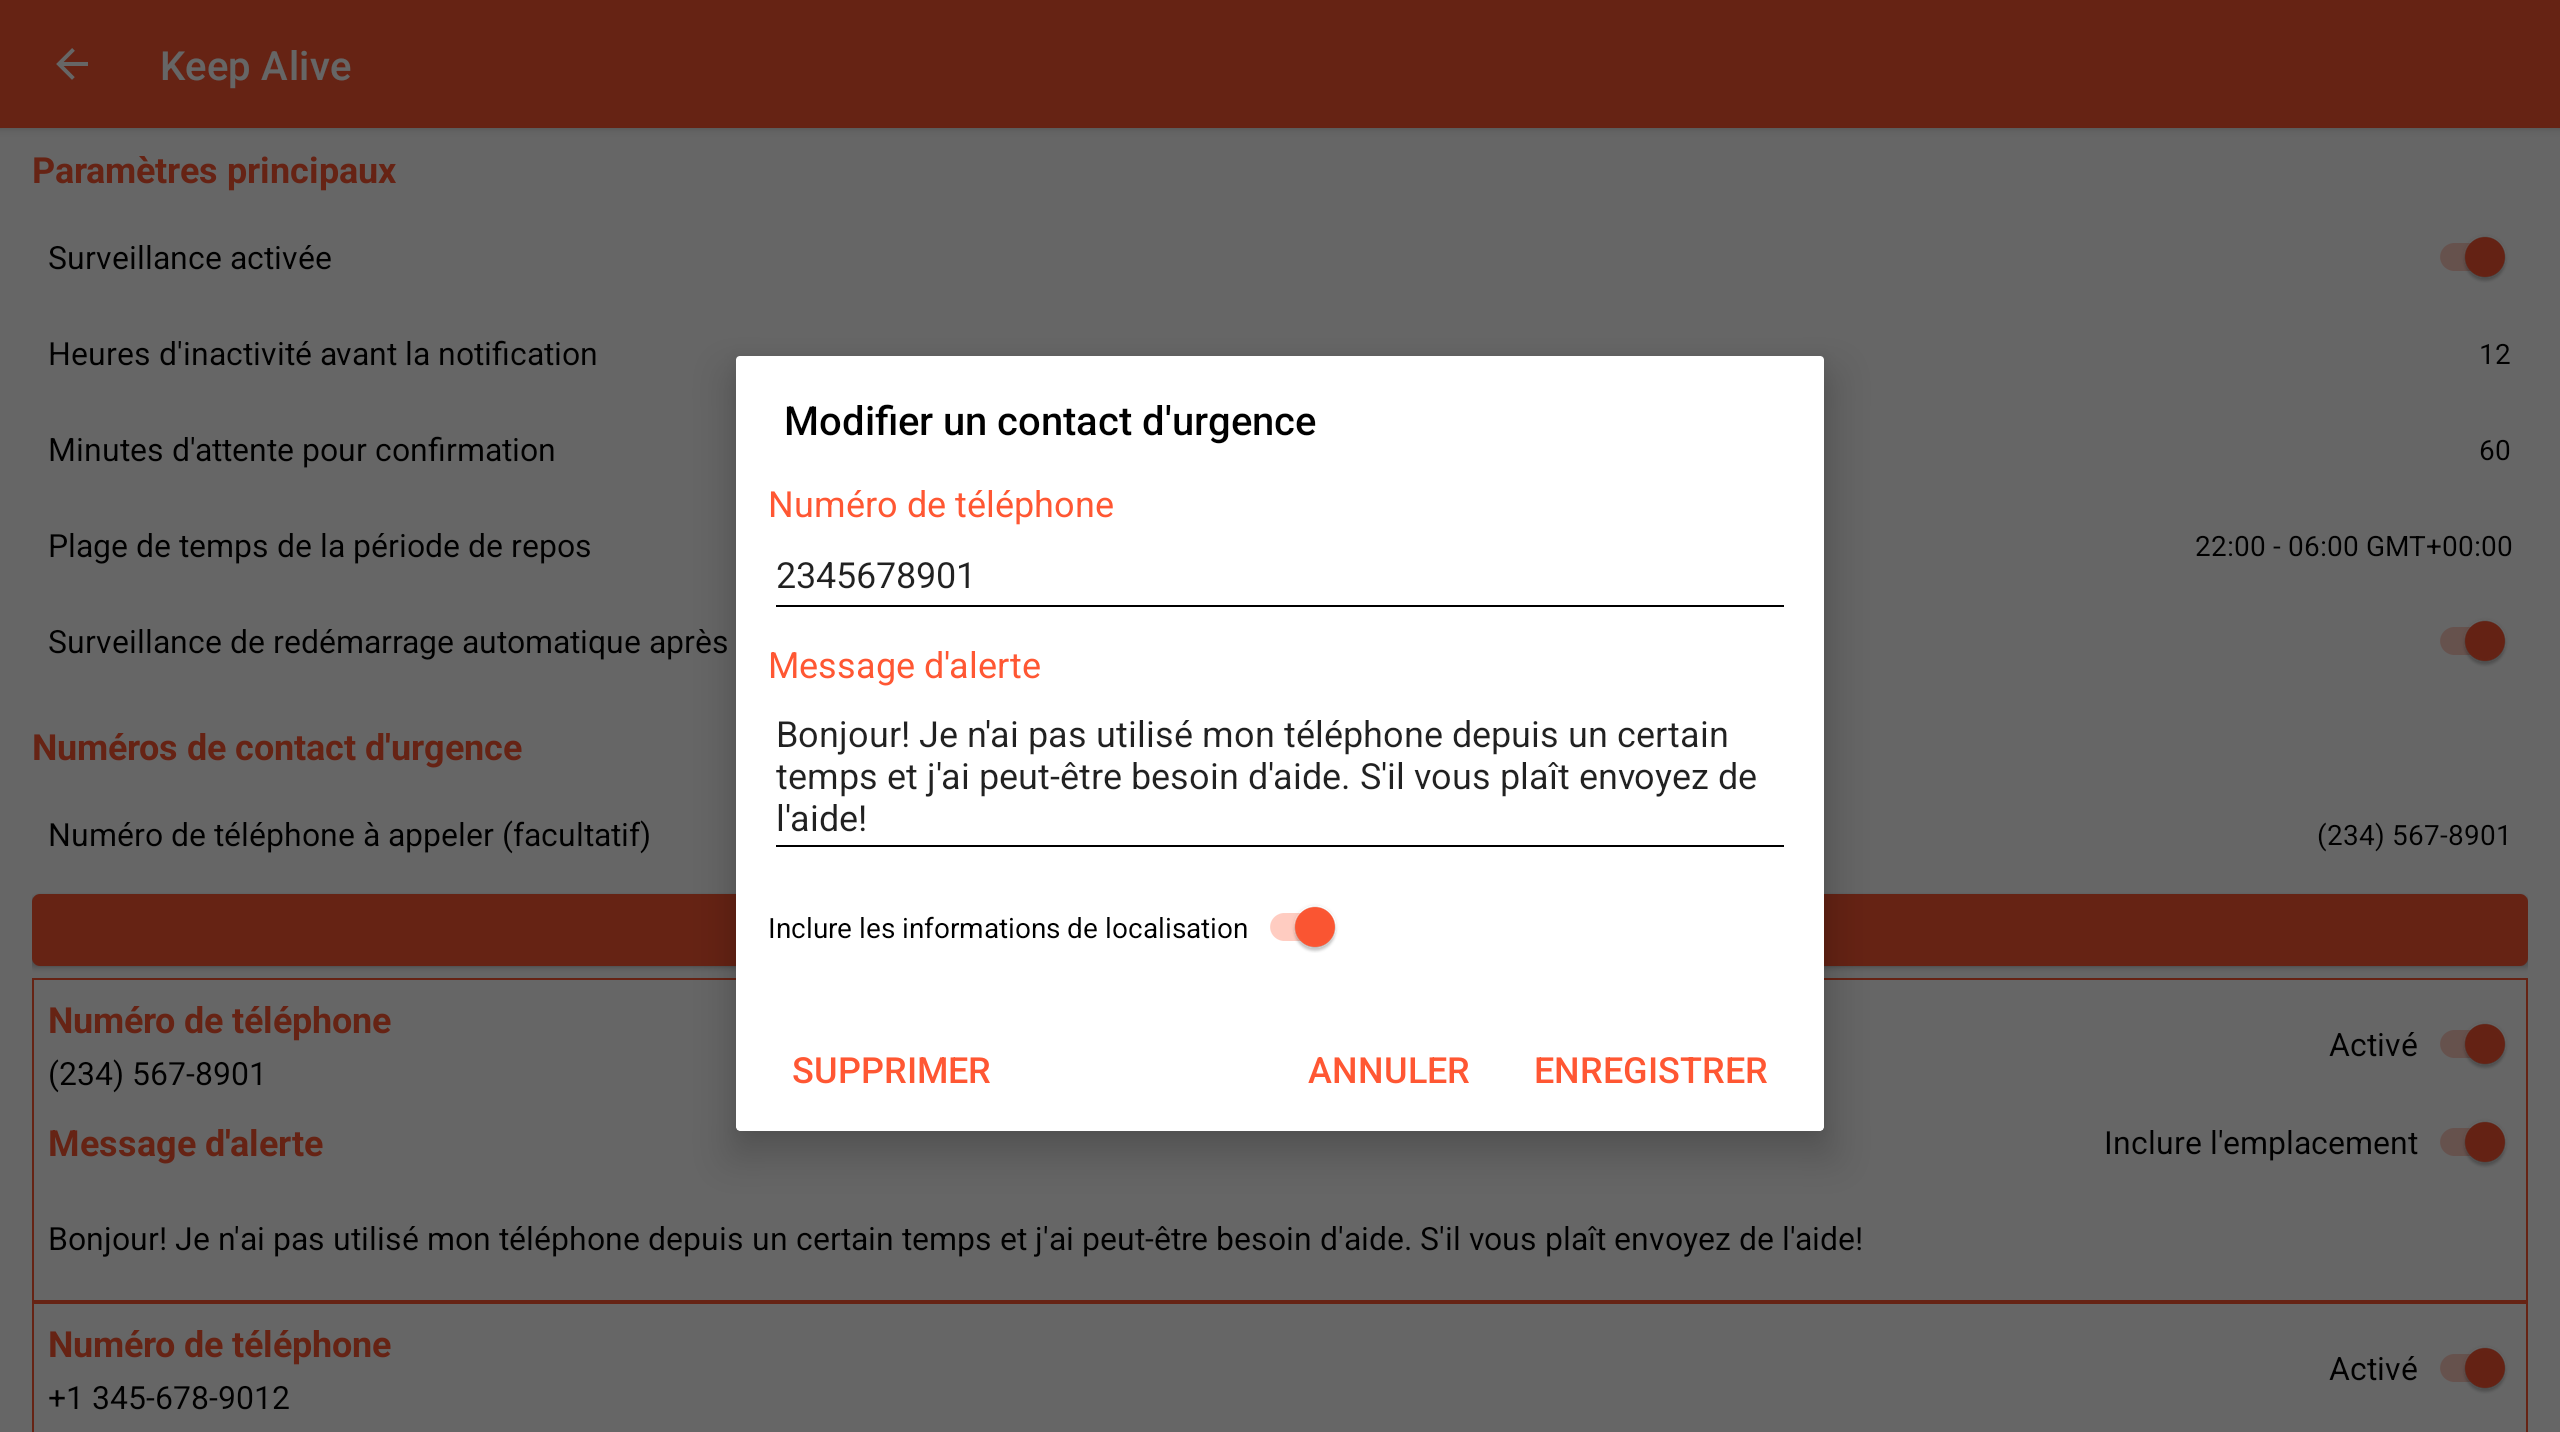 Keep Alive
Paramètres principaux
Surveillance activée
Heures d'inactivité avant la notification
12
Minutes d'attente pour confirmation
60
Plage de temps de la période de repos
22:00 - 06:00 GMT+00:00
Surveillance de redémarrage automatique après
Numéros de contact d'urgence
Numéro de téléphone à appeler (facultatif)
(234) 567-8901
Modifier un contact d'urgence
Numéro de téléphone
2345678901
Message d'alerte
Bonjour! Je n'ai pas utilisé mon téléphone depuis un certain
temps et j'ai peut-être besoin d'aide. S'il vous plaît envoyez de
l'aide!
Inclure les informations de localisation
SUPPRIMER
ANNULER
ENREGISTRER
Numéro de téléphone
(234) 567-8901
Activé
Message d'alerte
Inclure l'emplacement
Bonjour! Je n'ai pas utilisé mon téléphone depuis un certain temps et j'ai peut-être besoin d'aide. S'il vous plaît envoyez de l'aide!
Numéro de téléphone
+1 345-678-9012
Activé